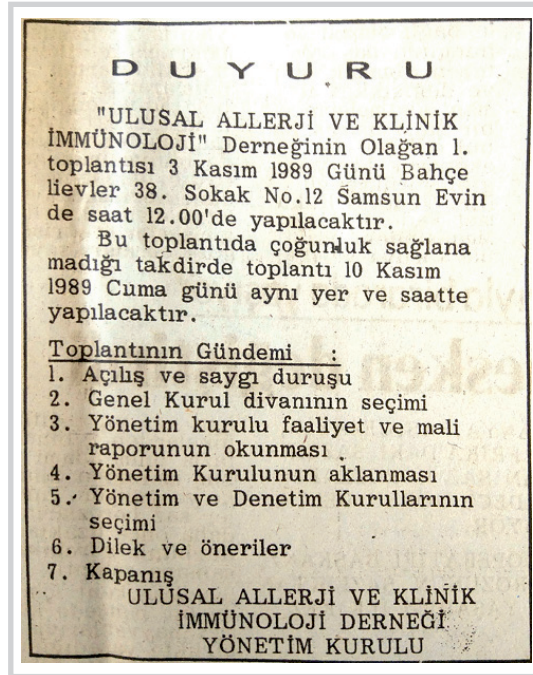 DUYURU
"ULUSAL ALLERJİ VE KLİNİK
İMMÜNOLOJİ" Derneğinin Olağan 1.
toplantısı 3 Kasım 1989 Günü Bahçe
lievler 38. Sokak No.12 Samsun Evin
de saat 12.00'de yapılacaktır.
Bu toplantıda çoğunluk sağlana
madığı takdirde toplantı 10 Kasım
1989 Cuma günü aynı yer ve saatte
yapılacaktır.
Toplantının Gündemi :
1. Açılış ve saygı duruşu
2. Genel Kurul divanının seçimi
3. Yönetim kurulu faaliyet ve mali
raporunun okunması.
4. Yönetim Kurulunun aklanması
5. Yönetim ve Denetim Kurullarının
seçimi
6. Dilek ve öneriler
7. Kapanış
ULUSAL ALLERJİ VE KLİNİK
İMMÜNOLOJİ DERNEĞİ
YÖNETİM KURULU